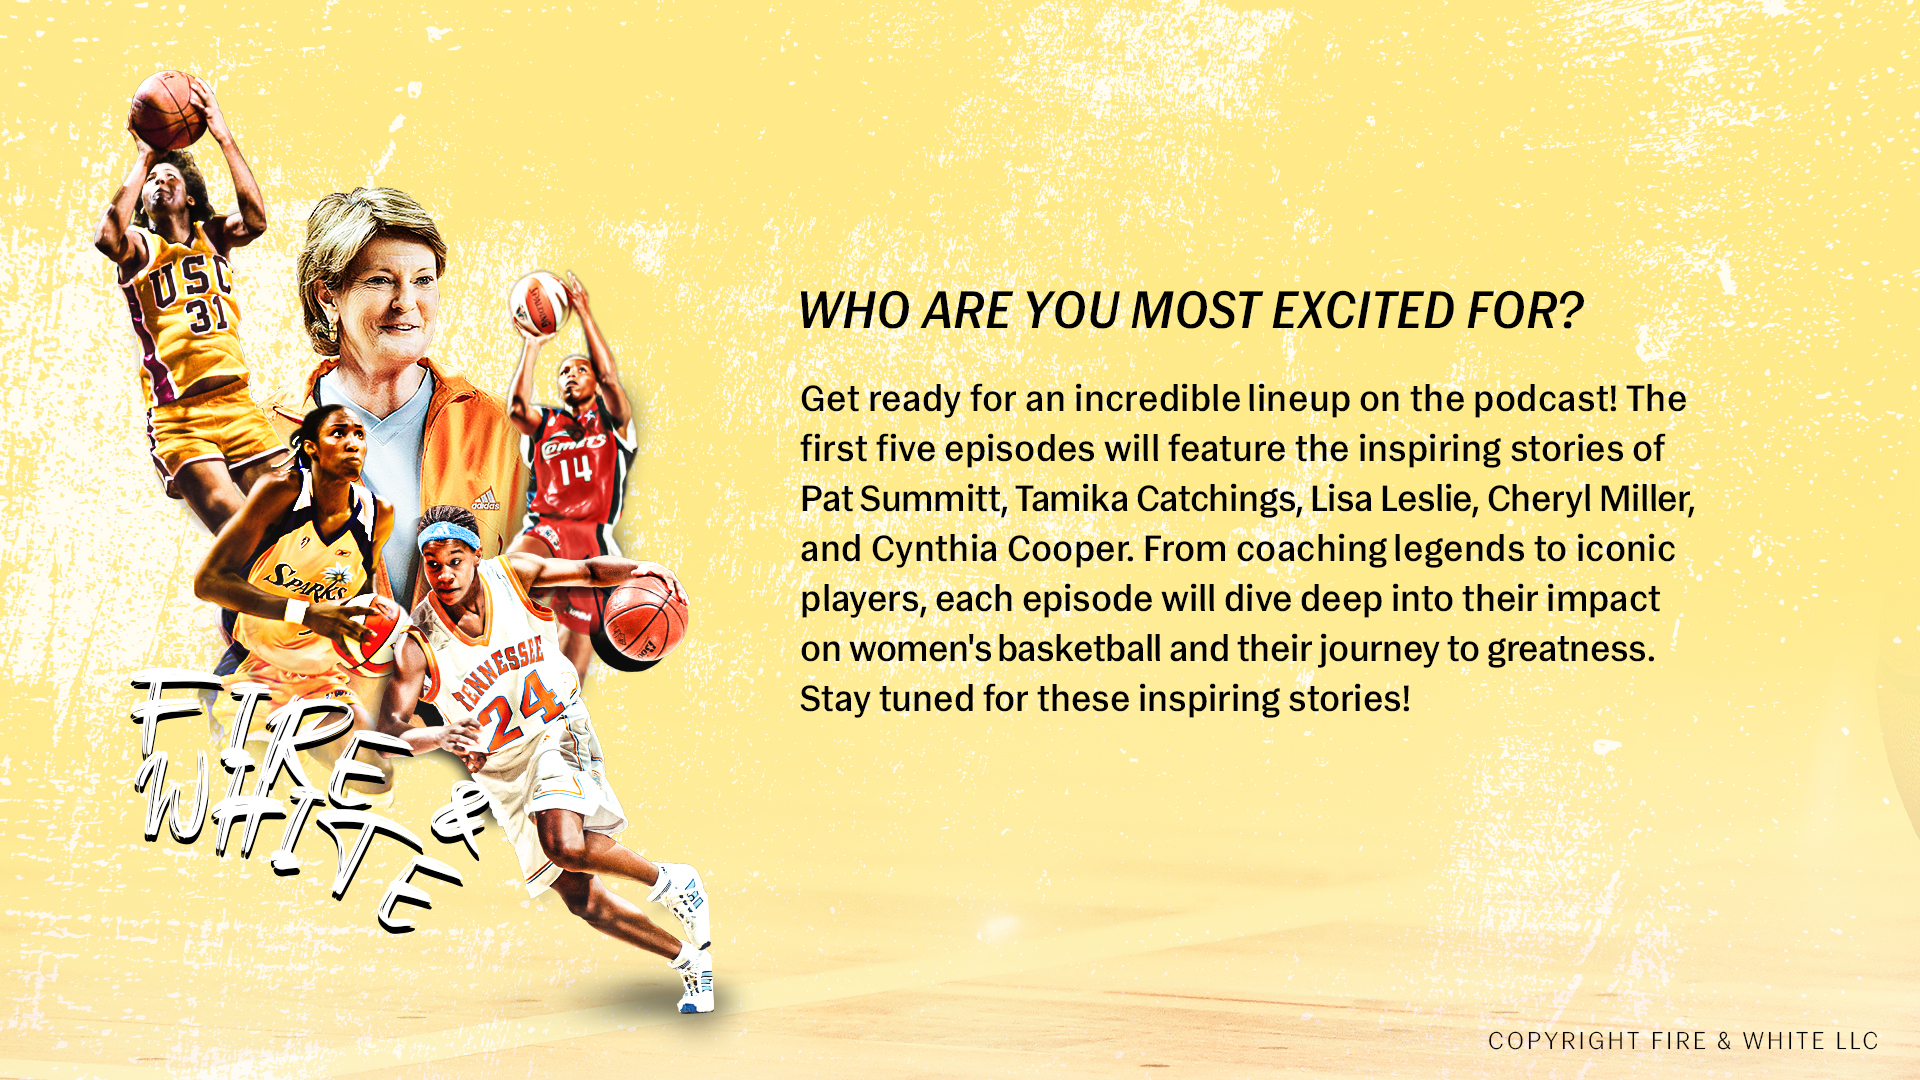 USC
31
Comets
14
adidas
SPARKS
TENNESSEE
24
FIRE
WHITE &
WHO ARE YOU MOST EXCITED FOR?
Get ready for an incredible lineup on the podcast! The
first five episodes will feature the inspiring stories of
Pat Summitt, Tamika Catchings, Lisa Leslie, Cheryl Miller,
and Cynthia Cooper. From coaching legends to iconic
players, each episode will dive deep into their impact
on women's basketball and their journey to greatness.
Stay tuned for these inspiring stories!
COPYRIGHT FIRE & WHITE LLC